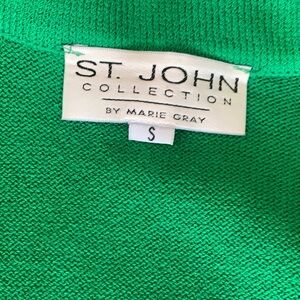 ST. JOHN
COLLECTION
BY MARIE GRAY
S